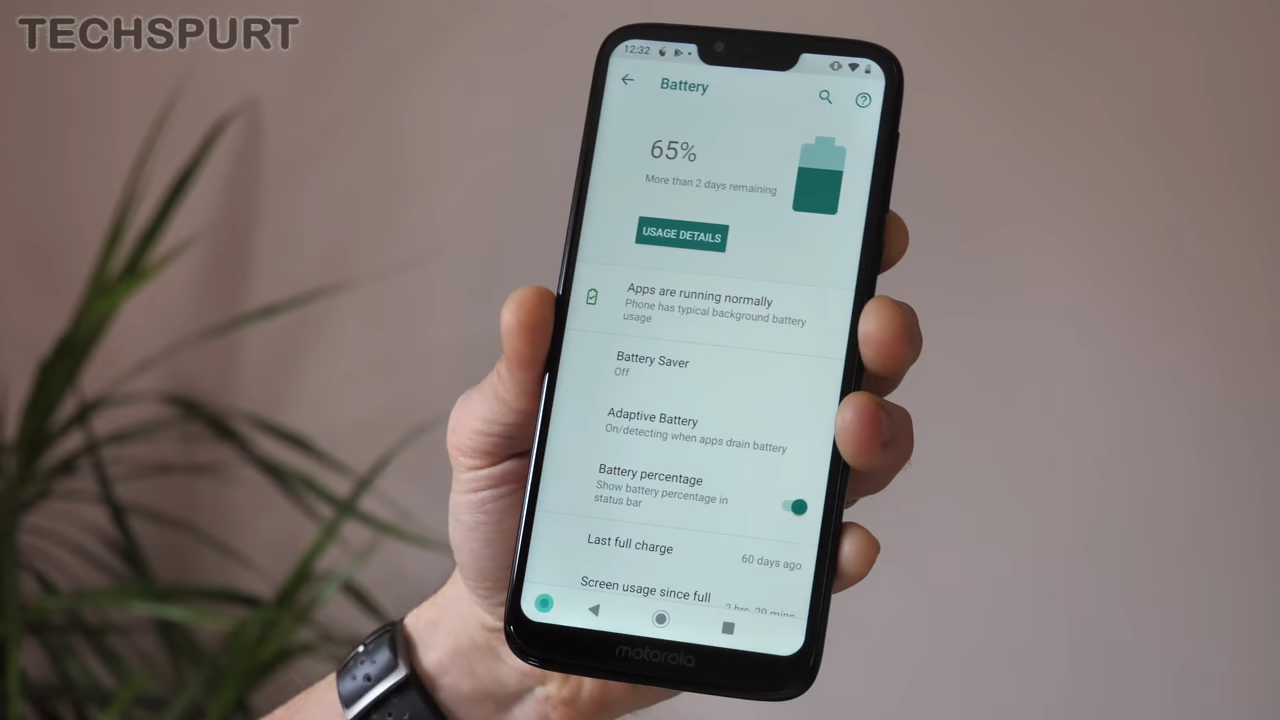 TECHSPURT
12:32
Battery
65%
More than 2 days remaining
USAGE DETAILS
Apps are running normally
Phone has typical background battery
usage
Battery Saver
Off
Adaptive Battery
On/detecting when apps drain battery
Battery percentage
Show battery percentage in
status bar
Last full charge
60 days ago
Screen usage since full
motorola